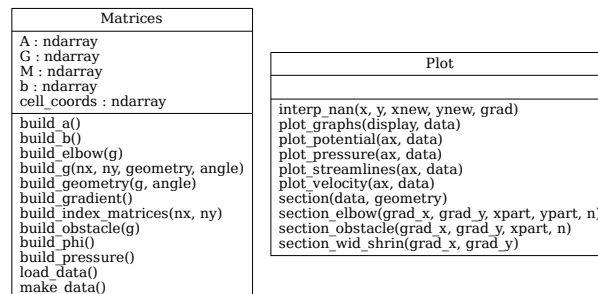 Matrices
A : ndarray
G : ndarray
M : ndarray
b : ndarray
cell_coords : ndarray
build_a()
build_b()
build_elbow(g)
build_g(nx, ny, geometry, angle)
build_geometry(g, angle)
build_gradient()
build_index_matrices(nx, ny)
build_obstacle(g)
build_phi()
build_pressure()
load_data()
make_data()
Plot
interp_nan(x, y, xnew, ynew, grad)
plot_graphs(display, data)
plot_potential(ax, data)
plot_pressure(ax, data)
plot_streamlines(ax, data)
plot_velocity(ax, data)
section(data, geometry)
section_elbow(grad_x, grad_y, xpart, ypart, n)
section_obstacle(grad_x, grad_y, xpart, n)
section_wid_shrin(grad_x, grad_y)